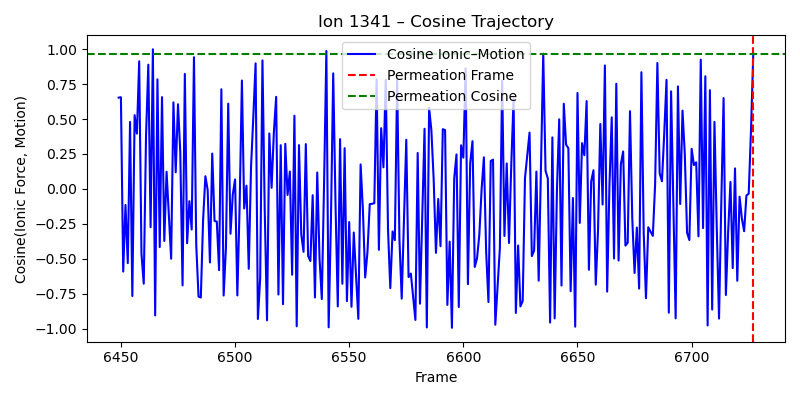 Ion 1341 – Cosine Trajectory
Cosine Ionic–Motion
Permeation Frame
Permeation Cosine
Cosine(Ionic Force, Motion)
1.00
0.75
0.50
0.25
0.00
−0.25
−0.50
−0.75
−1.00
6450 6500 6550 6600 6650 6700
Frame